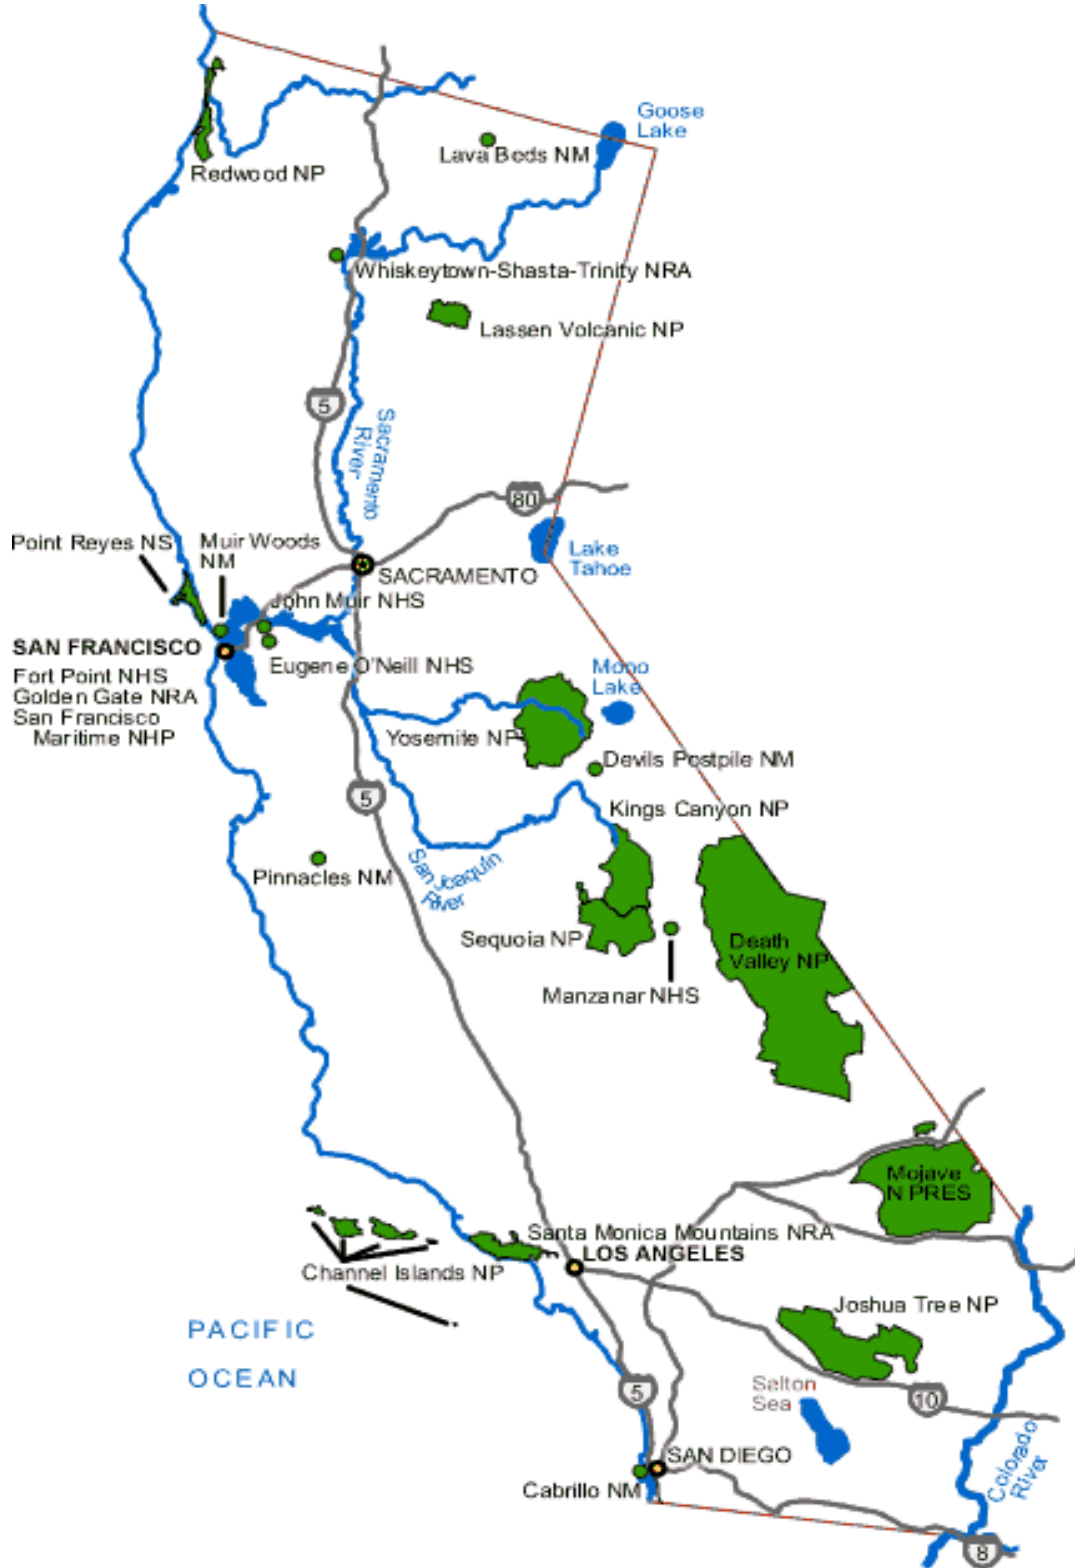 Goose
Lake
Lava Beds NM
Redwood NP
Whiskeytown-Shasta-Trinity NRA
Lassen Volcanic NP
5
Sacramento
River
80
Point Reyes NS
Muir Woods
NM
Lake
Tahoe
SACRAMENTO
John Muir NHS
SAN FRANCISCO
Eugene O'Neill NHS
Fort Point NHS
Golden Gate NRA
San Francisco
Maritime NHP
Mono
Lake
Yosemite NP
Devils Postpile NM
5
Kings Canyon NP
San Joaquin
River
Pinnacles NM
Sequoia NP
Death
Valley NP
Manzanar NHS
Mojave
N PRES
Santa Monica Mountains NRA
LOS ANGELES
Channel Islands NP
Joshua Tree NP
PACIFIC
OCEAN
Salton
Sea
5
10
Colorado
River
SAN DIEGO
Cabrillo NM
8